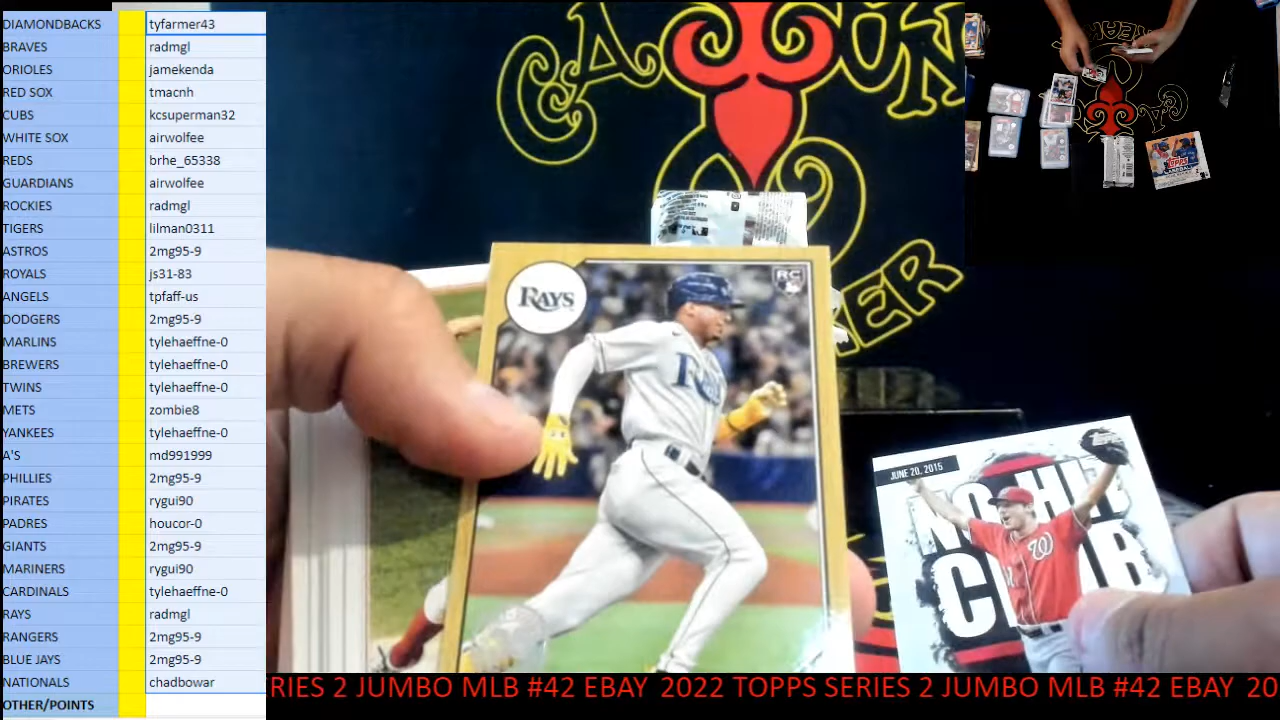 DIAMONDBACKS tyfarmer43
BRAVES radmgl
ORIOLES jamekenda
RED SOX tmacnh
CUBS kcsuperman32
WHITE SOX airwolfee
REDS brhe_65338
GUARDIANS airwolfee
ROCKIES radmgl
TIGERS lilman0311
ASTROS 2mg95-9
ROYALS js31-83
ANGELS tpfaff-us
DODGERS 2mg95-9
MARLINS tylehaeffne-0
BREWERS tylehaeffne-0
TWINS tylehaeffne-0
METS zombie8
YANKEES tylehaeffne-0
A'S md991999
PHILLIES 2mg95-9
PIRATES rygui90
PADRES houcor-0
GIANTS 2mg95-9
MARINERS rygui90
CARDINALS tylehaeffne-0
RAYS radmgl
RANGERS 2mg95-9
BLUE JAYS 2mg95-9
NATIONALS chadbowar
OTHER/POINTS
RAYS
RC
JUNE 20, 2015
NO HIT
CLUB
W
TOPPS
RIES 2 JUMBO MLB #42 EBAY 2022 TOPPS SERIES 2 JUMBO MLB #42 EBAY 20